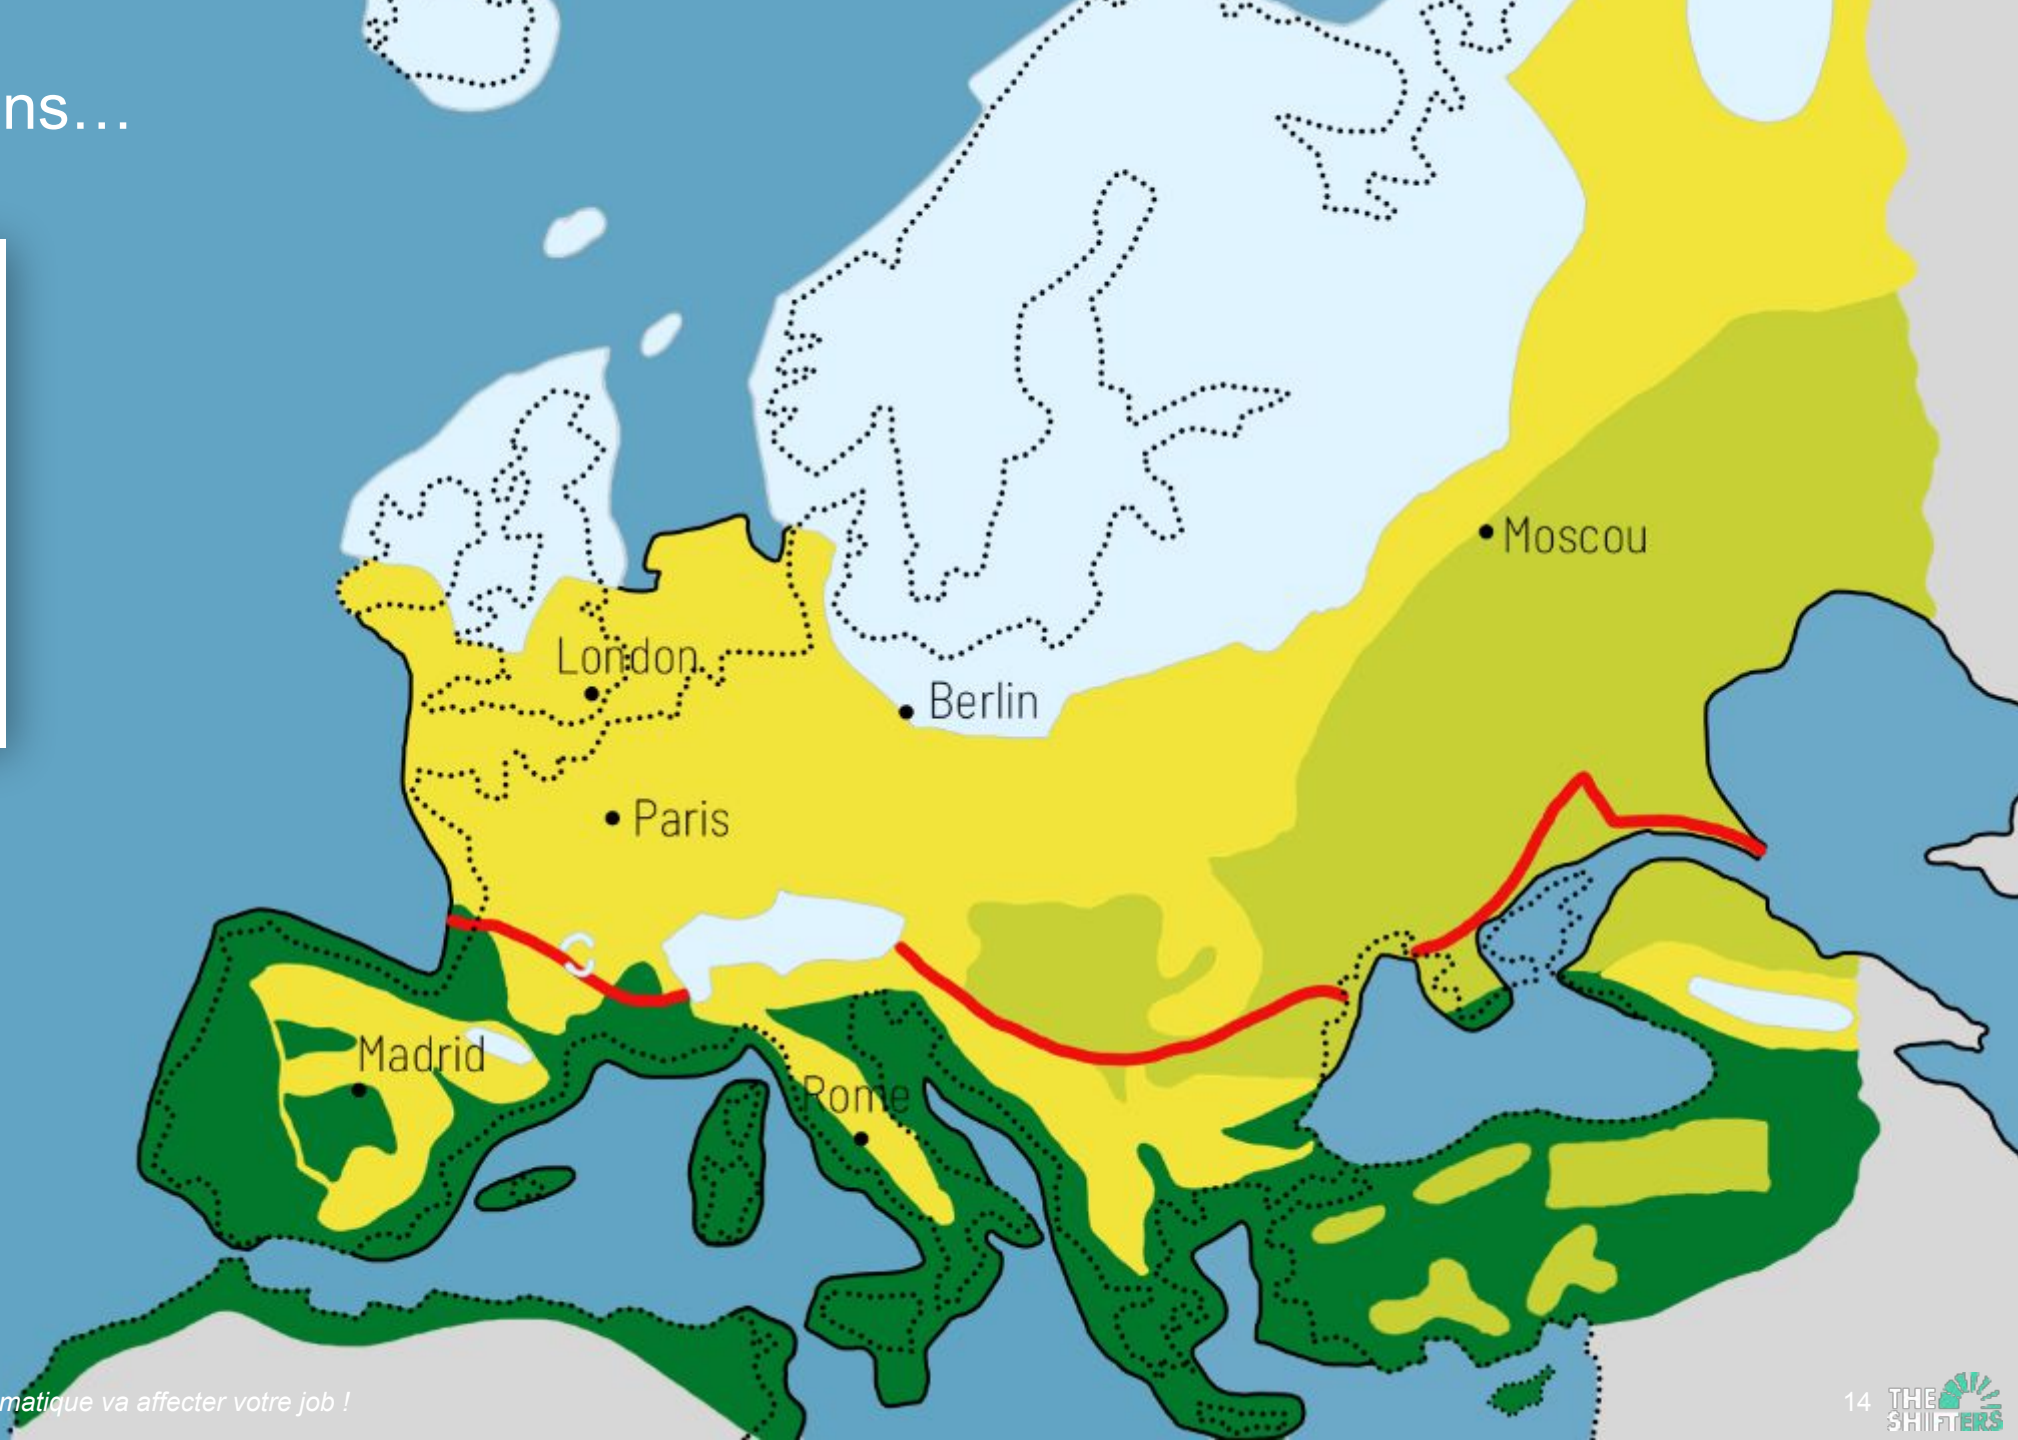 ns…
Moscou
London
Berlin
Paris
Madrid
Rome
matique va affecter votre job !
14
THE
SHIFTERS